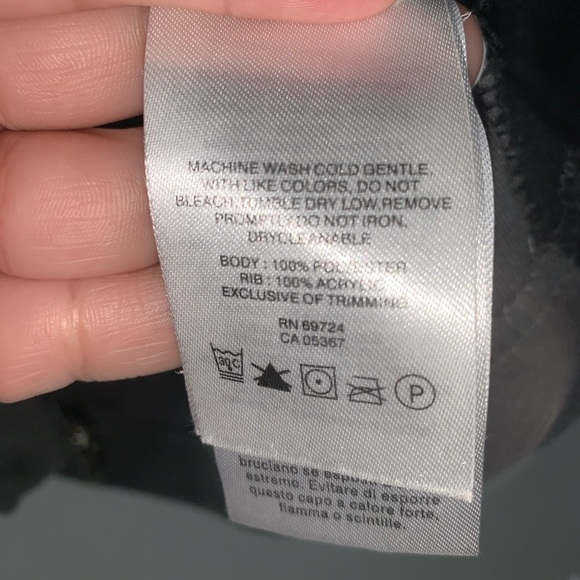 MACHINE WASH COLD GENTLE,
WITH LIKE COLORS, DO NOT
BLEACH,TUMBLE DRY LOW,REMOVE
PROMPTLY DO NOT IRON.
DRYCLEANABLE
BODY : 100% POLYESTER
RIB : 100% ACRYLIC
EXCLUSIVE OF TRIMMING
RN 69724
CA 05367
30°C
P
bruciano se
estremo. Evitare di esporre
questo capo a calore forte,
fiamma o scintille.